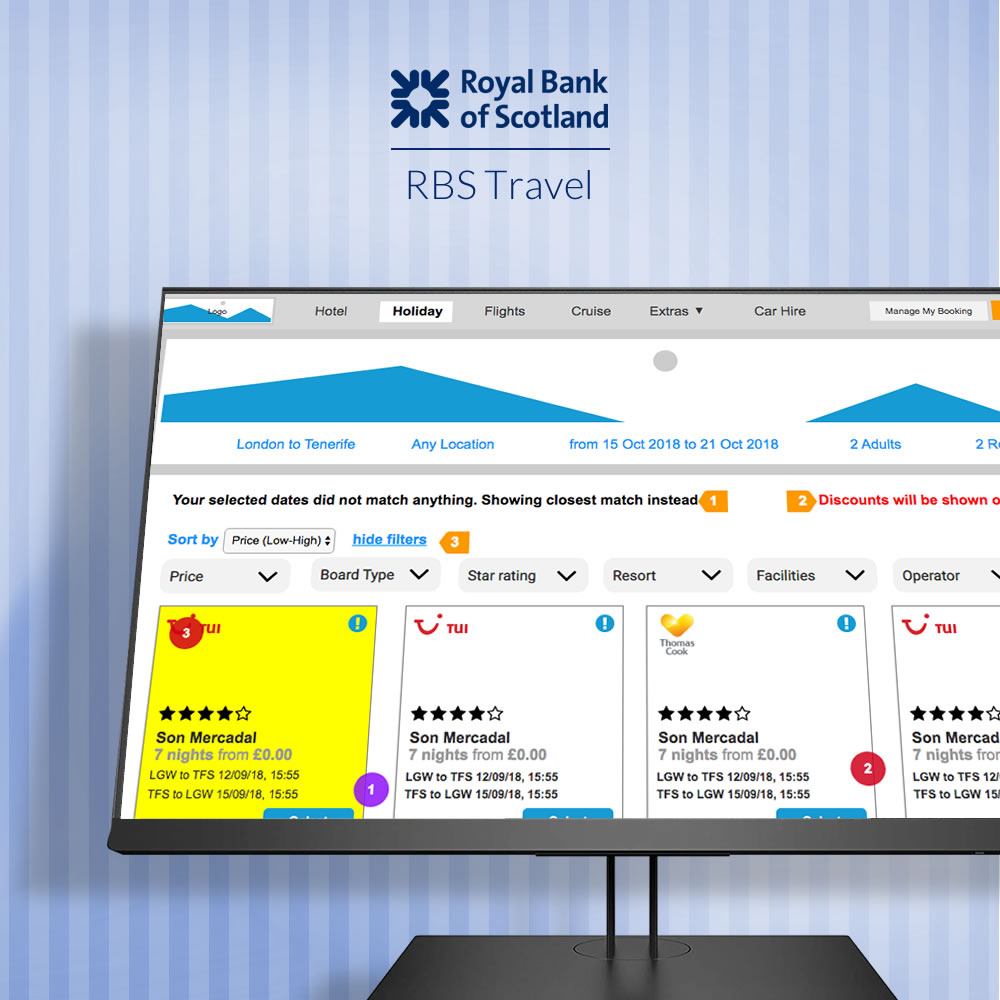 Royal Bank
of Scotland
RBS Travel
Logo
Hotel
Holiday
Flights
Cruise
Extras ▼
Car Hire
Manage My Booking
London to Tenerife
Any Location
from 15 Oct 2018 to 21 Oct 2018
2 Adults
2 R
Your selected dates did not match anything. Showing closest match instead
1
2
Discounts will be shown o
Sort by
Price (Low-High)
hide filters
3
Price
Board Type
Star rating
Resort
Facilities
Operator
3
TUI
!
Son Mercadal
7 nights from £0.00
LGW to TFS 12/09/18, 15:55
TFS to LGW 15/09/18, 15:55
1
TUI
!
Son Mercadal
7 nights from £0.00
LGW to TFS 12/09/18, 15:55
TFS to LGW 15/09/18, 15:55
Thomas
Cook
!
Son Mercadal
7 nights from £0.00
LGW to TFS 12/09/18, 15:55
TFS to LGW 15/09/18, 15:55
2
TUI
Son Merca
7 nights fro
LGW to TFS 12/
TFS to LGW 15/